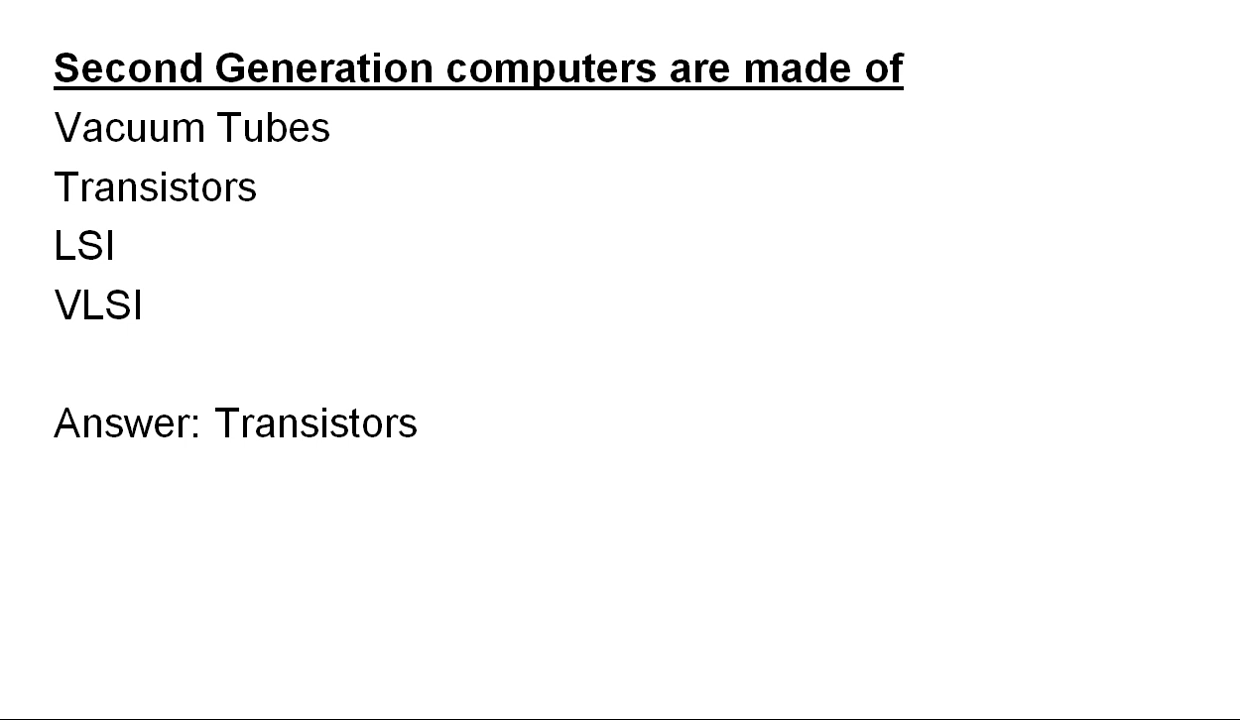 Second Generation computers are made of
Vacuum Tubes
Transistors
LSI
VLSI
Answer: Transistors